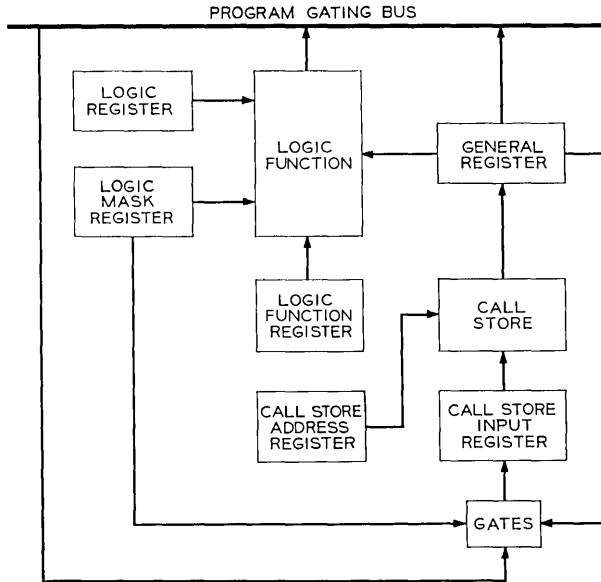 PROGRAM GATING BUS
LOGIC
REGISTER
LOGIC
FUNCTION
GENERAL
REGISTER
LOGIC
MASK
REGISTER
LOGIC
FUNCTION
REGISTER
CALL
STORE
CALL STORE
ADDRESS
REGISTER
CALL STORE
INPUT
REGISTER
GATES